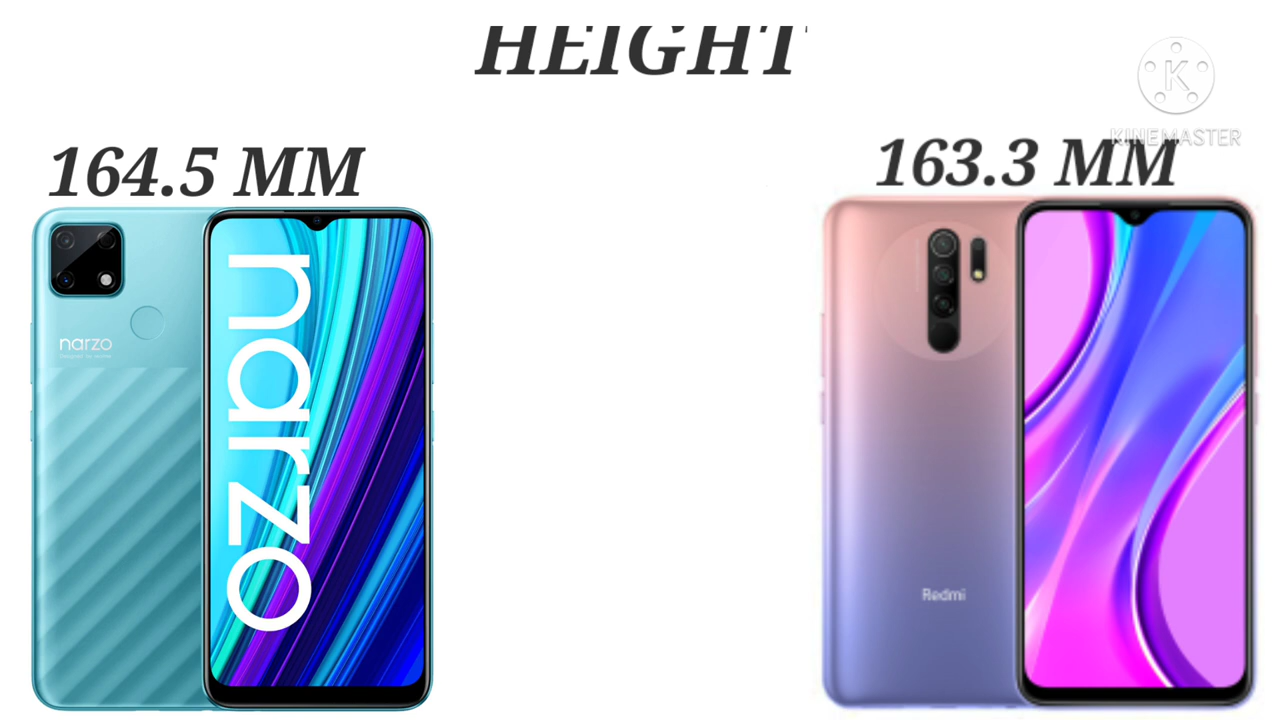 HEIGHT
KINEMASTER
164.5 MM
163.3 MM
narzo
narzo
Redmi